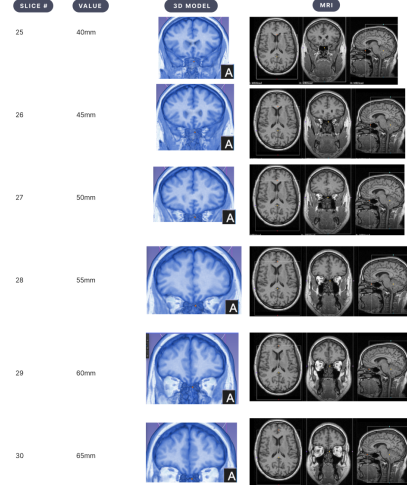 SLICE # VALUE 3D MODEL MRI
25 40mm A
26 45mm A
27 50mm A
28 55mm A
29 60mm A
30 65mm A